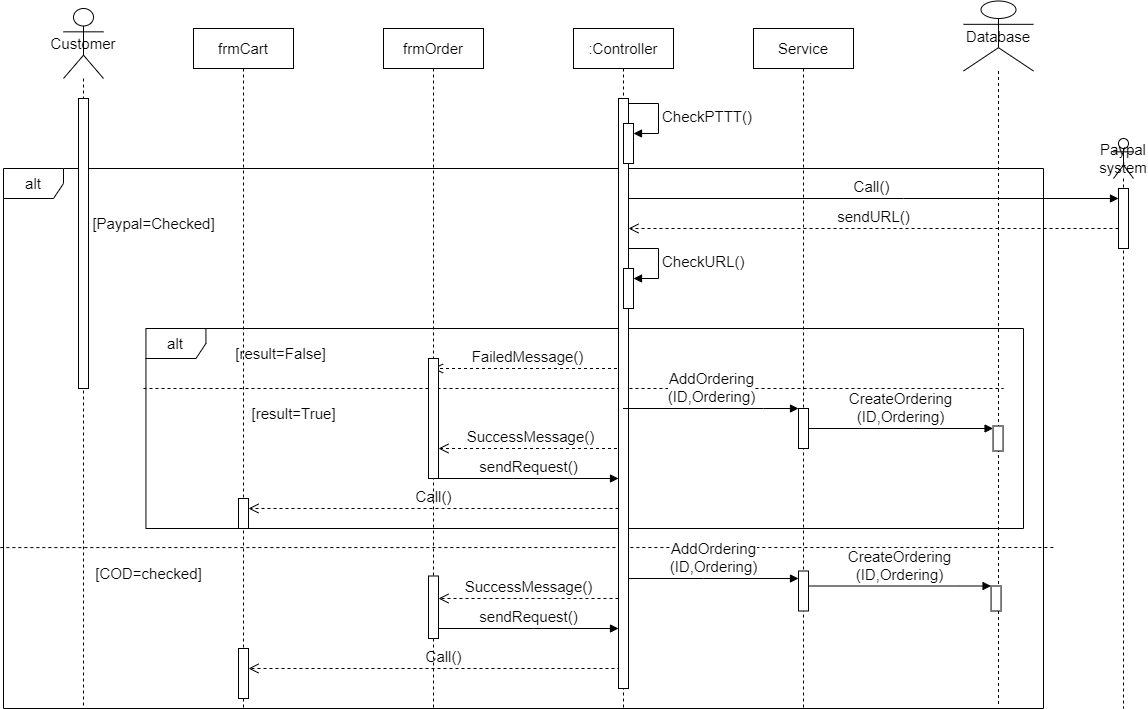 Customer
frmCart
frmOrder
:Controller
Service
Database
CheckPTTT()
Paypal
system
alt
Call()
[Paypal=Checked]
sendURL()
CheckURL()
alt
[result=False]
FailedMessage()
AddOrdering
(ID,Ordering)
CreateOrdering
(ID,Ordering)
[result=True]
SuccessMessage()
sendRequest()
Call()
AddOrdering
(ID,Ordering)
CreateOrdering
(ID,Ordering)
[COD=checked]
SuccessMessage()
sendRequest()
Call()